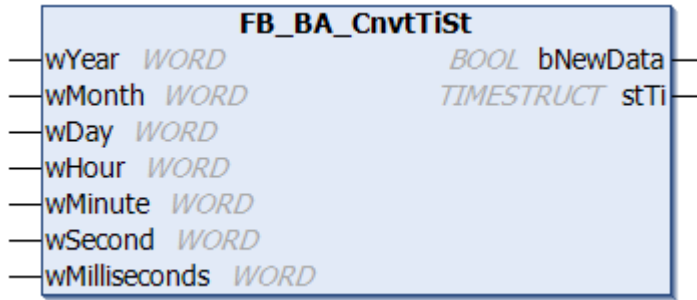 FB_BA_CnvtTiSt
wYear WORD BOOL bNewData
wMonth WORD TIMESTRUCT stTi
wDay WORD
wHour WORD
wMinute WORD
wSecond WORD
wMilliseconds WORD